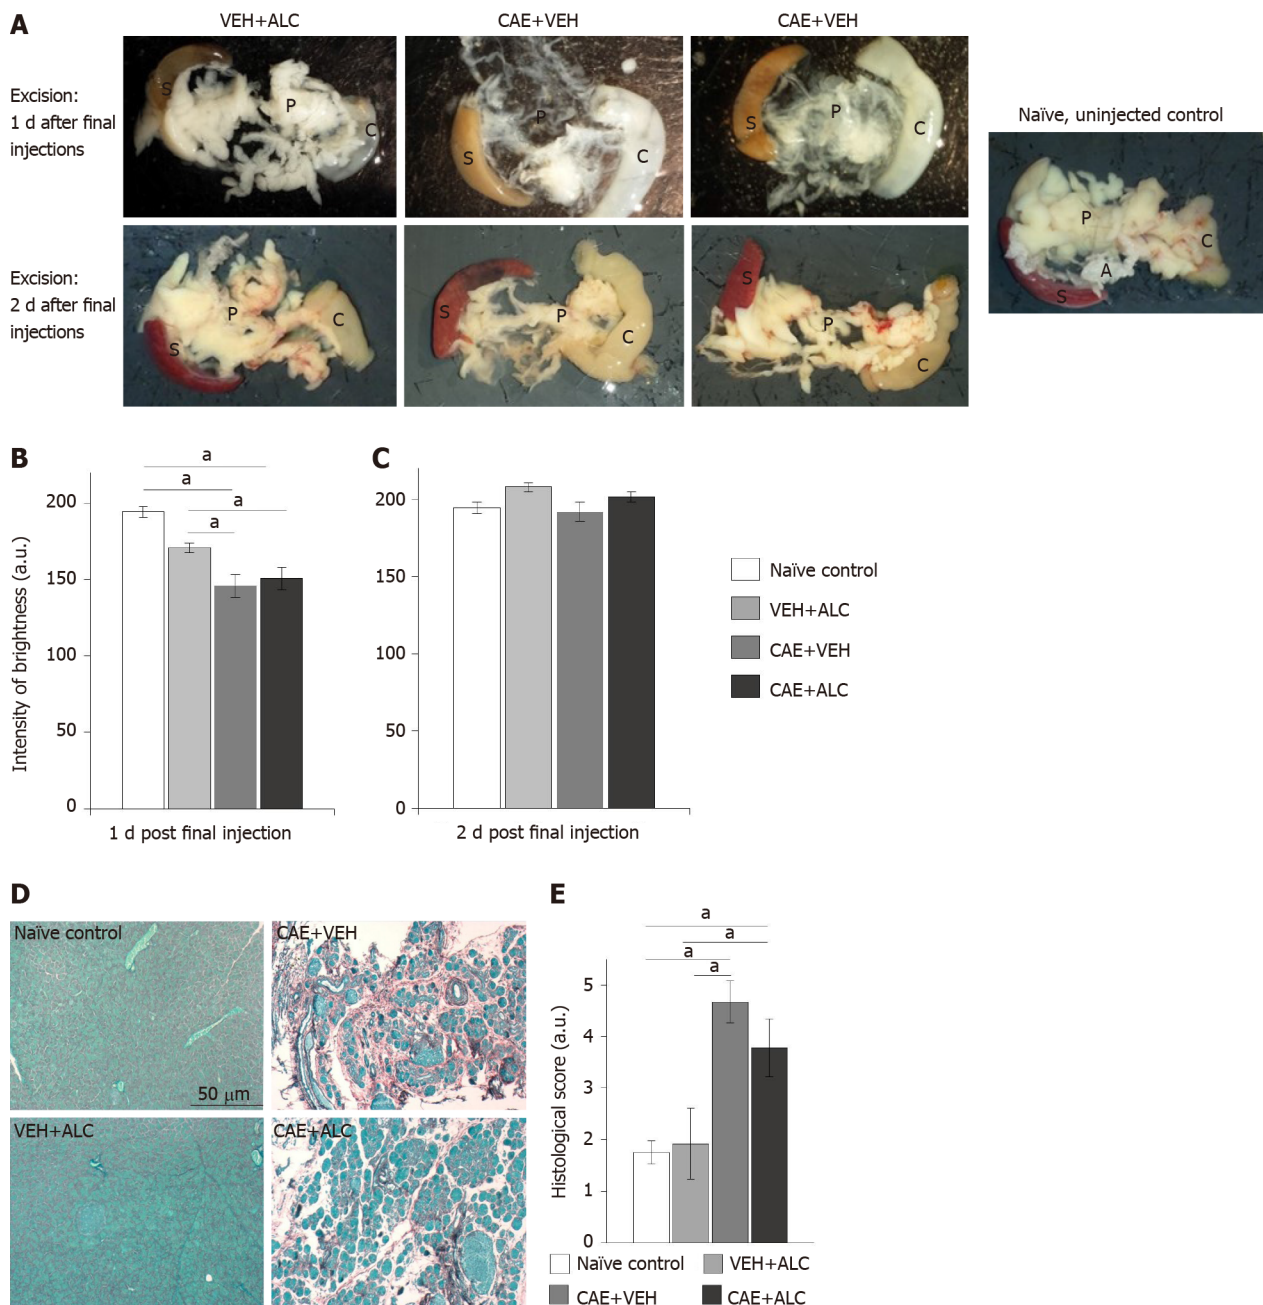 A
VEH+ALC
CAE+VEH
CAE+VEH
Excision:
1 d after final
injections
S
P
C
S
P
C
S
P
C
Naïve, uninjected control
P
C
A
S
Excision:
2 d after final
injections
S
P
C
S
P
C
S
P
C
B
a
a
a
a
200
150
100
50
0
Intensity of brightness (a.u.)
1 d post final injection
C
200
150
100
50
0
2 d post final injection
Naïve control
VEH+ALC
CAE+VEH
CAE+ALC
D
Naïve control
CAE+VEH
50 μm
VEH+ALC
CAE+ALC
E
a
a
a
a
5
4
3
2
1
0
Histological score (a.u.)
Naïve control
VEH+ALC
CAE+VEH
CAE+ALC